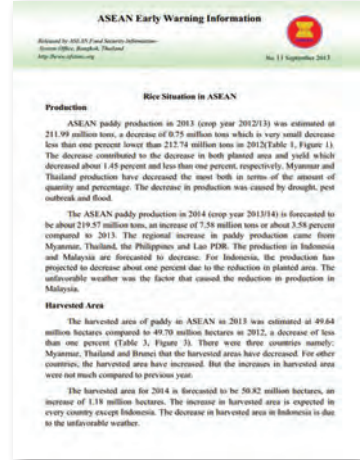 ASEAN Early Warning Information
Released by ASEAN Food Security Information
System Office, Bangkok, Thailand
http://www.afsisnc.org
No. 11 September 2013
Rice Situation in ASEAN
Production
ASEAN paddy production in 2013 (crop year 2012/13) was estimated at
211.99 million tons, a decrease of 0.75 million tons which is very small decrease
less than one percent lower than 212.74 million tons in 2012(Table 1, Figure 1).
The decrease contributed to the decrease in both planted area and yield which
decreased about 1.45 percent and less than one percent, respectively. Myanmar and
Thailand production have decreased the most both in terms of the amount of
quantity and percentage. The decrease in production was caused by drought, pest
outbreak and flood.
The ASEAN paddy production in 2014 (crop year 2013/14) is forecasted to
be about 219.57 million tons, an increase of 7.58 million tons or about 3.58 percent
compared to 2013. The regional increase in paddy production came from
Myanmar, Thailand, the Philippines and Lao PDR. The production in Indonesia
and Malaysia are forecasted to decrease. For Indonesia, the production has
projected to decrease about one percent due to the reduction in planted area. The
unfavorable weather was the factor that caused the reduction in production in
Malaysia.
Harvested Area
The harvested area of paddy in ASEAN in 2013 was estimated at 49.64
million hectares compared to 49.70 million hectares in 2012, a decrease of less
than one percent (Table 3, Figure 3). There were three countries namely:
Myanmar, Thailand and Brunei that the harvested areas have decreased. For other
countries, the harvested area have increased. But the increases in harvested area
were not much compared to previous year.
The harvested area for 2014 is forecasted to be 50.82 million hectares, an
increase of 1.18 million hectares. The increase in harvested area is expected in
every country except Indonesia. The decrease in harvested area in Indonesia is due
to the unfavorable weather.